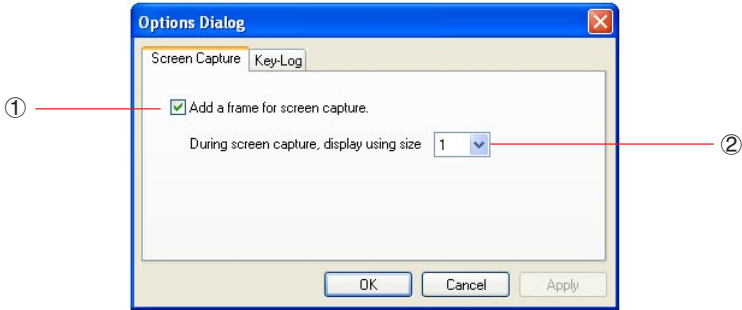 Options Dialog
Screen Capture Key-Log
① Add a frame for screen capture.
During screen capture, display using size 1 ②
OK Cancel Apply